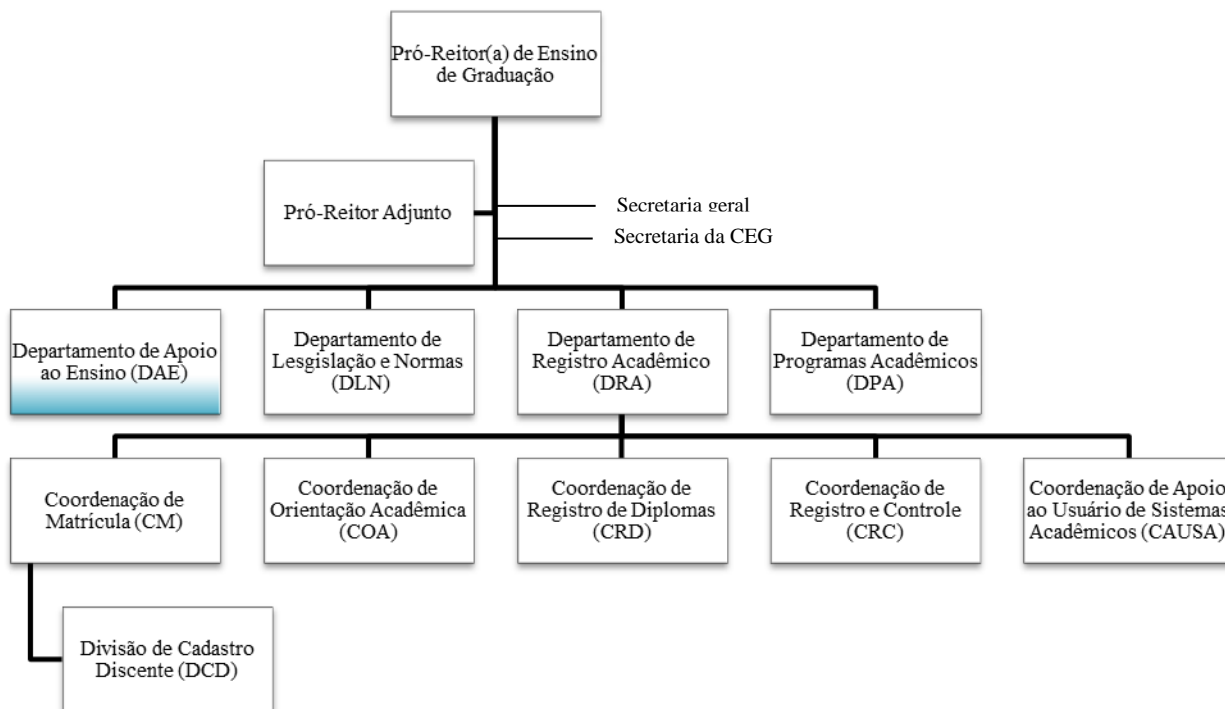 Pró-Reitor(a) de Ensino
de Graduação
Pró-Reitor Adjunto
Secretaria geral
Secretaria da CEG
Departamento de Apoio
ao Ensino (DAE)
Departamento de
Lesgislação e Normas
(DLN)
Departamento de
Registro Acadêmico
(DRA)
Departamento de
Programas Acadêmicos
(DPA)
Coordenação de
Matrícula (CM)
Coordenação de
Orientação Acadêmica
(COA)
Coordenação de
Registro de Diplomas
(CRD)
Coordenação de
Registro e Controle
(CRC)
Coordenação de Apoio
ao Usuário de Sistemas
Acadêmicos (CAUSA)
Divisão de Cadastro
Discente (DCD)